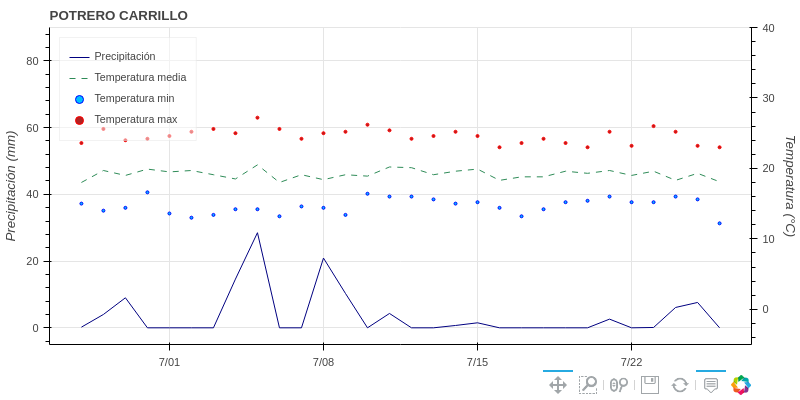 POTRERO CARRILLO
Precipitación
Temperatura media
Temperatura min
Temperatura max
Precipitación (mm)
80
60
40
20
0
Temperatura (°C)
40
30
20
10
0
7/01
7/08
7/15
7/22